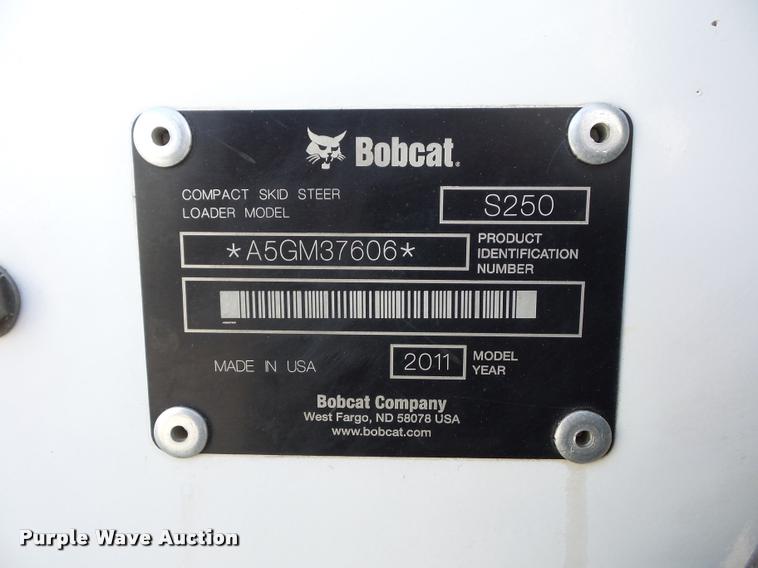 Bobcat.
COMPACT SKID STEER
LOADER MODEL
S250
*A5GM37606*
PRODUCT
IDENTIFICATION
NUMBER
MADE IN USA
2011
MODEL
YEAR
Bobcat Company
West Fargo, ND 58078 USA
www.bobcat.com
Purple Wave Auction